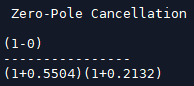 Zero-Pole Cancellation
(1-0)
----------------
(1+0.5504)(1+0.2132)